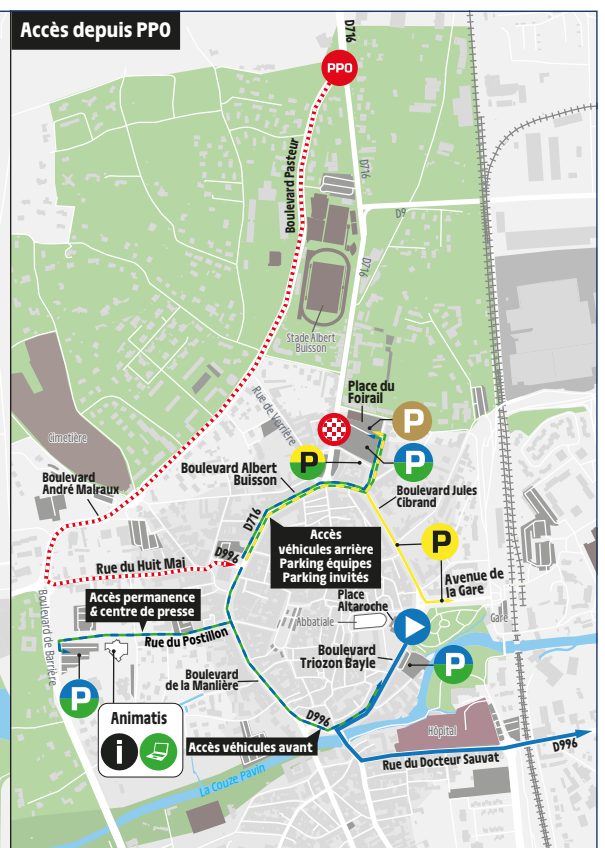 Accès depuis PPO
D716
PPO
Boulevard Pasteur
D716
D9
D716
Stade Albert
Buisson
Rue de Verrière
Place du
Foirail
P
P
P
Cimetière
Boulevard
André Malraux
Boulevard Albert
Buisson
Boulevard Jules
Cibrand
D716
D996
Rue du Huit Mai
Accès
véhicules arrière
Parking équipes
Parking invités
P
Avenue de
la Gare
Accès permanence
& centre de presse
Place
Altaroche
Abbatiale
Gare
Boulevard de Barrière
Rue du Postillon
Boulevard
Triozon Bayle
P
P
Boulevard
de la Manlière
Animatis
i
D996
Accès véhicules avant
Hôpital
D996
Rue du Docteur Sauvat
La Couze Pavin